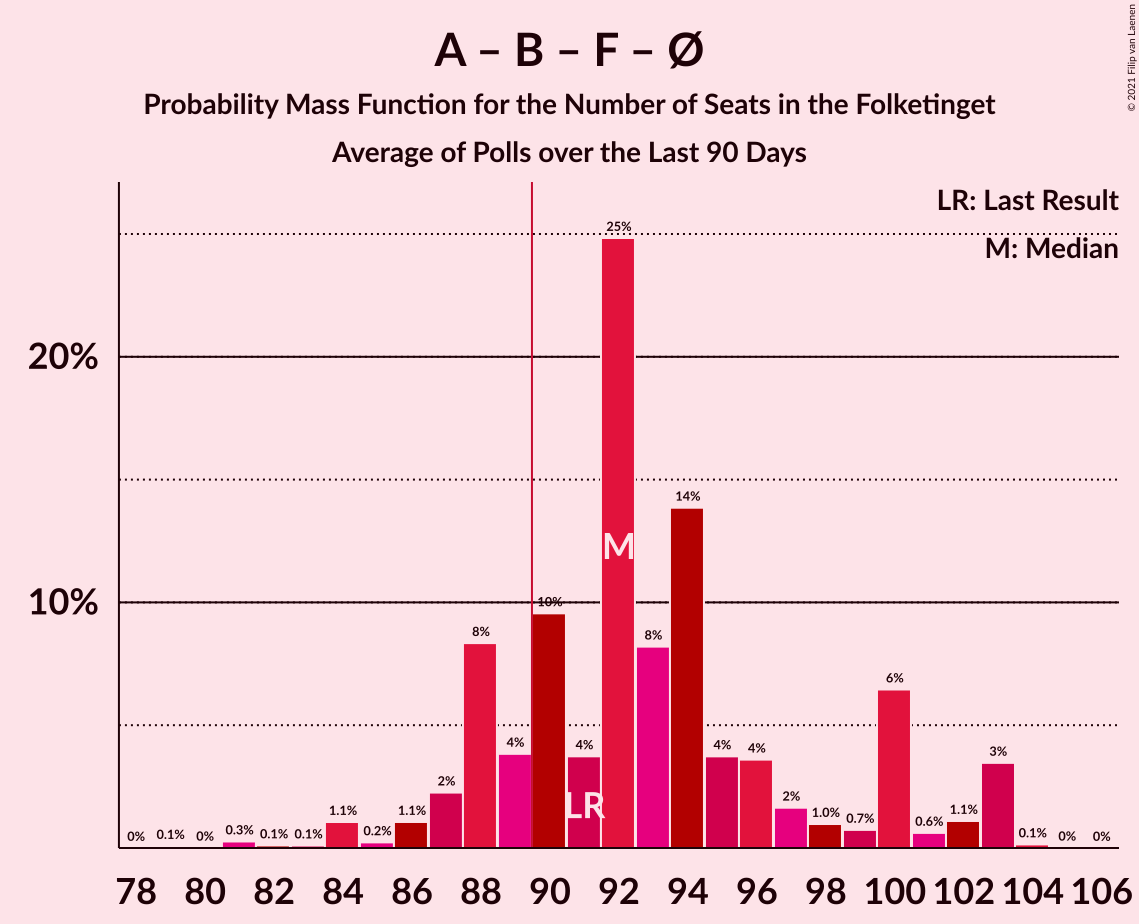 A – B – F – Ø
Probability Mass Function for the Number of Seats in the Folketinget
Average of Polls over the Last 90 Days
© 2021 Filip van Laenen
LR: Last Result
M: Median
20%
10%
0% 0.1% 0% 0.3% 0.1% 0.1% 1.1% 0.2% 1.1% 2% 8% 4% 10% 4% 25% 8% 14% 4% 4% 2% 1.0% 0.7% 6% 0.6% 1.1% 3% 0.1% 0% 0%
M
LR
78 80 82 84 86 88 90 92 94 96 98 100 102 104 106